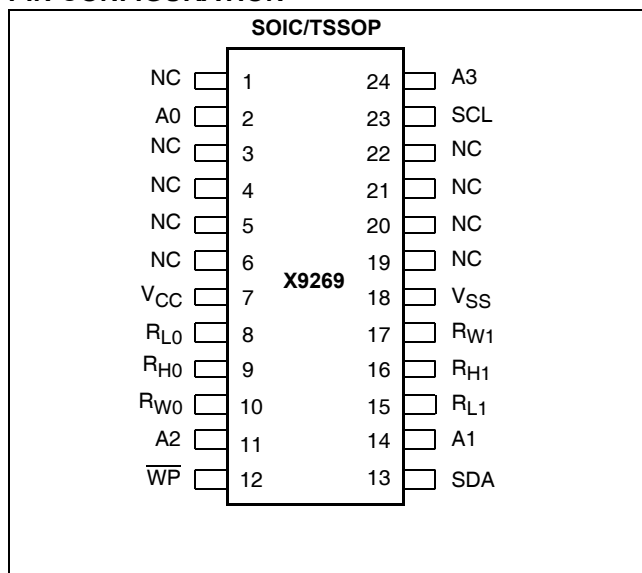 SOIC/TSSOP
NC 1 24 A3
A0 2 23 SCL
NC 3 22 NC
NC 4 21 NC
NC 5 20 NC
NC 6 19 NC
X9269
VCC 7 18 VSS
RL0 8 17 RW1
RH0 9 16 RH1
RW0 10 15 RL1
A2 11 14 A1
WP 12 13 SDA